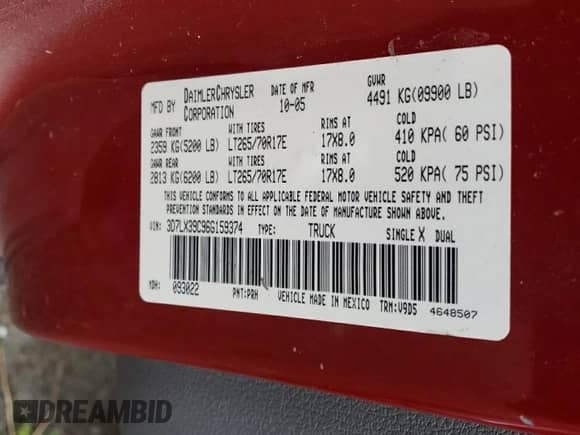 MFD BY DAIMLERCHRYSLER CORPORATION DATE OF MFR 10-05 GVWR 4491 KG(09900 LB)
GAWR FRONT WITH TIRES RIMS AT COLD
2359 KG(5200 LB) LT265/70R17E 17X8.0 410 KPA( 60 PSI)
GAWR REAR WITH TIRES RIMS AT COLD
2813 KG(6200 LB) LT265/70R17E 17X8.0 520 KPA( 75 PSI)
THIS VEHICLE CONFORMS TO ALL APPLICABLE FEDERAL MOTOR VEHICLE SAFETY AND THEFT
PREVENTION STANDARDS IN EFFECT ON THE DATE OF MANUFACTURE SHOWN ABOVE.
VIN: 3D7LX39C96G159374 TYPE: TRUCK SINGLE X DUAL
MDH: 093022 PNT:PRH VEHICLE MADE IN MEXICO TRM:V9D5 4648507
DREAMBID